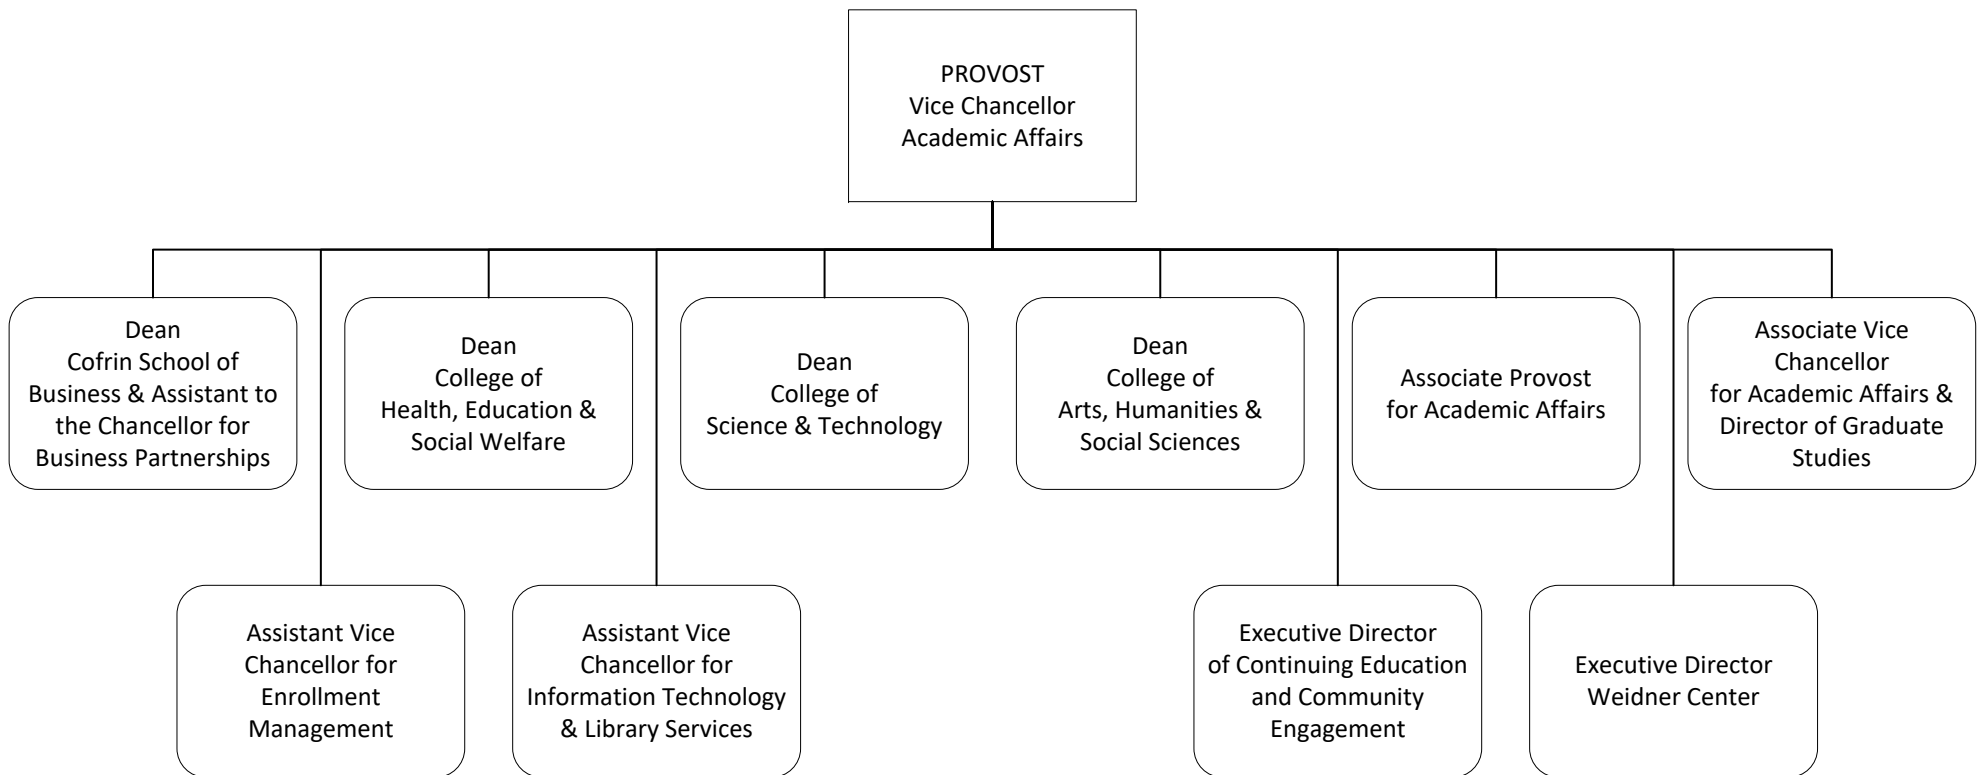 PROVOST
Vice Chancellor
Academic Affairs
Dean
Cofrin School of
Business & Assistant to
the Chancellor for
Business Partnerships
Dean
College of
Health, Education &
Social Welfare
Dean
College of
Science & Technology
Dean
College of
Arts, Humanities &
Social Sciences
Associate Provost
for Academic Affairs
Associate Vice
Chancellor
for Academic Affairs &
Director of Graduate
Studies
Assistant Vice
Chancellor for
Enrollment
Management
Assistant Vice
Chancellor for
Information Technology
& Library Services
Executive Director
of Continuing Education
and Community
Engagement
Executive Director
Weidner Center